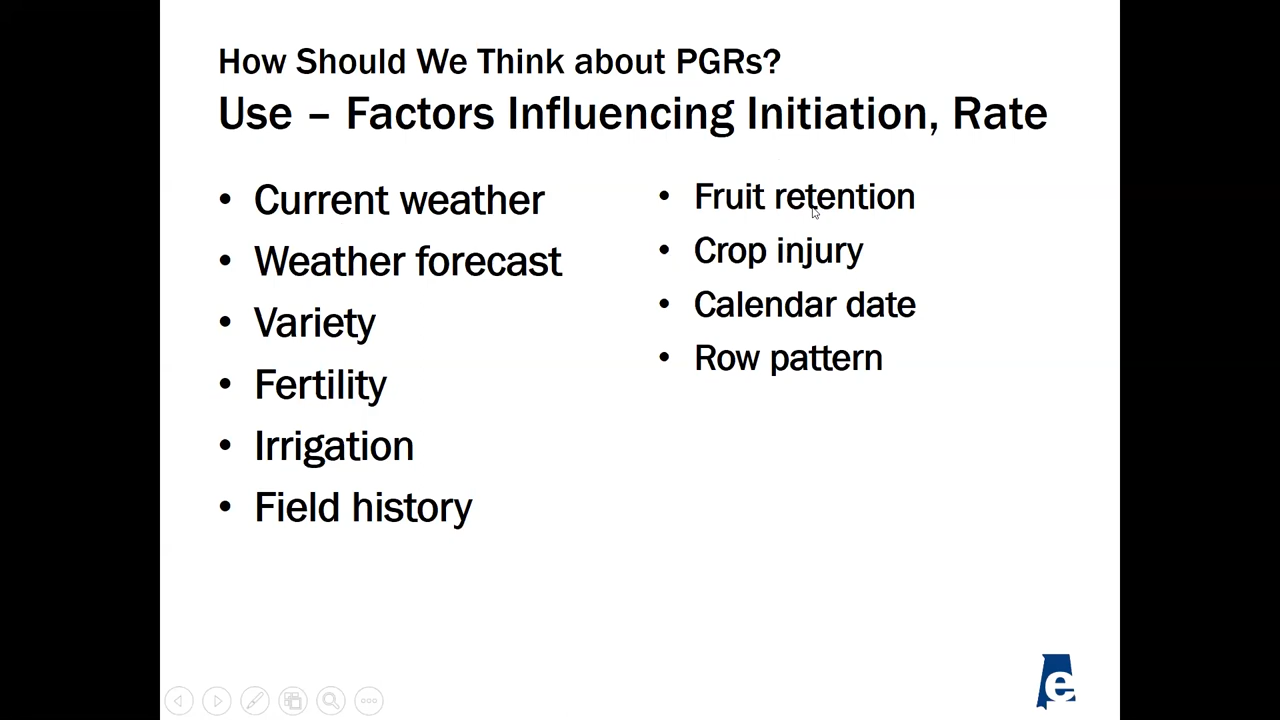 How Should We Think about PGRs?
Use – Factors Influencing Initiation, Rate
• Current weather
• Weather forecast
• Variety
• Fertility
• Irrigation
• Field history
• Fruit retention
• Crop injury
• Calendar date
• Row pattern
e